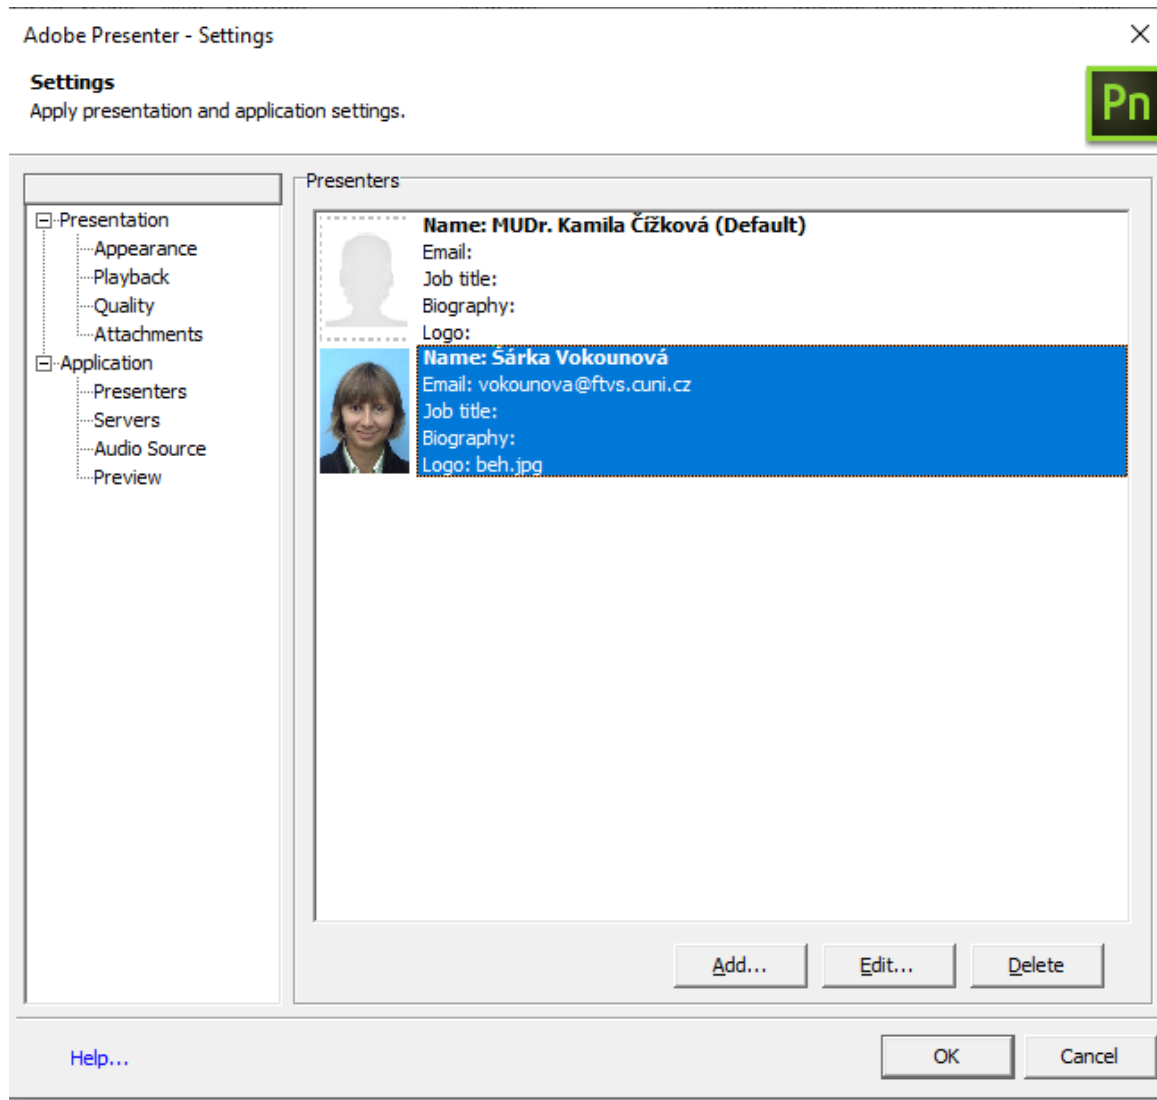 Adobe Presenter - Settings
Settings
Apply presentation and application settings.
Pn
Presentation
Appearance
Playback
Quality
Attachments
Application
Presenters
Servers
Audio Source
Preview
Presenters
Name: MUDr. Kamila Čížková (Default)
Email:
Job title:
Biography:
Logo:
Name: Šárka Vokounová
Email: vokounova@ftvs.cuni.cz
Job title:
Biography:
Logo: beh.jpg
Add...
Edit...
Delete
Help...
OK
Cancel